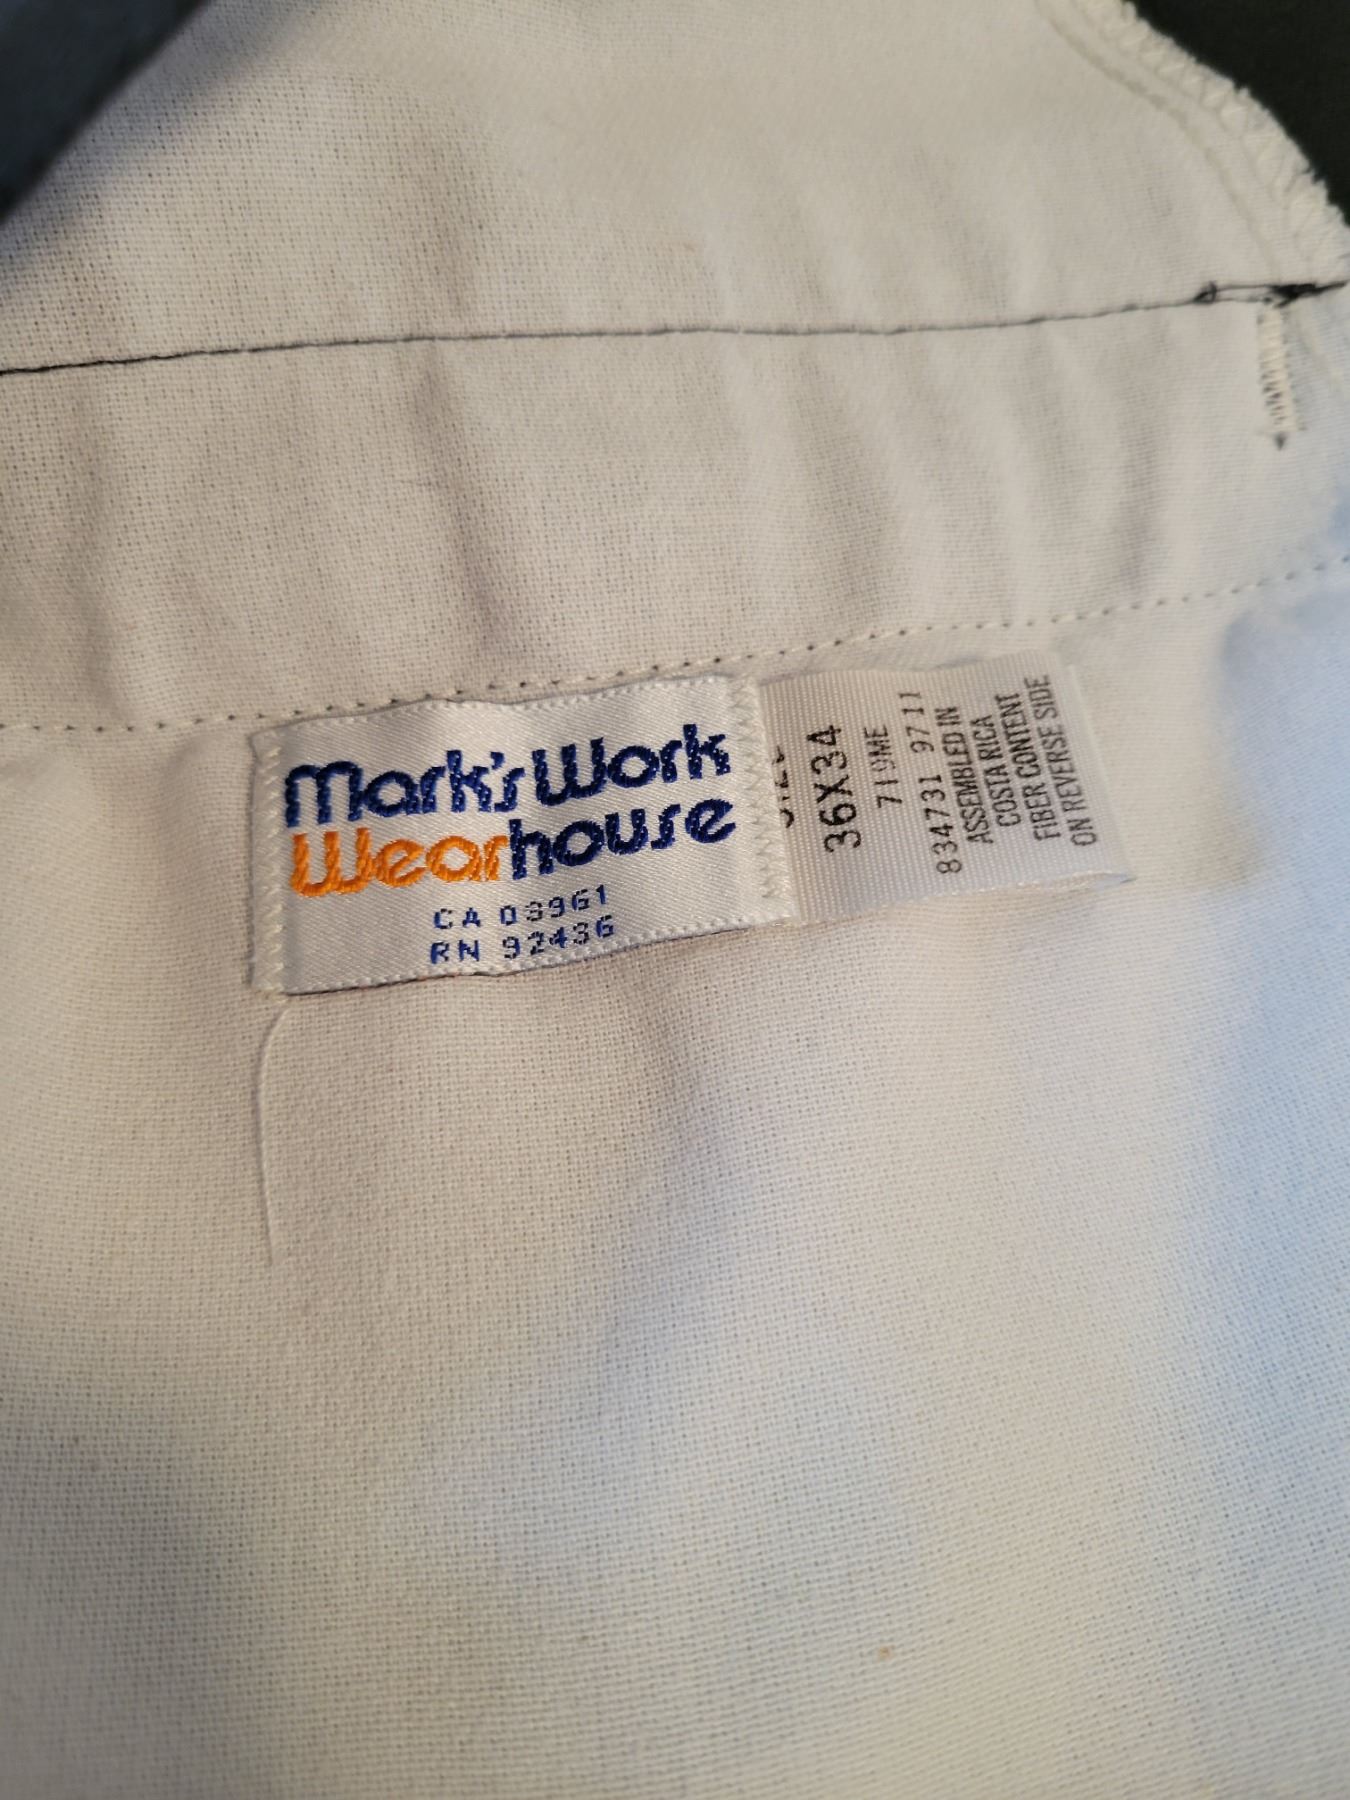 Mark's Work
Wearhouse
CA 03961
RN 92436
SIZE
36X34
719ME
834731 9711
ASSEMBLED IN
COSTA RICA
FIBER CONTENT
ON REVERSE SIDE